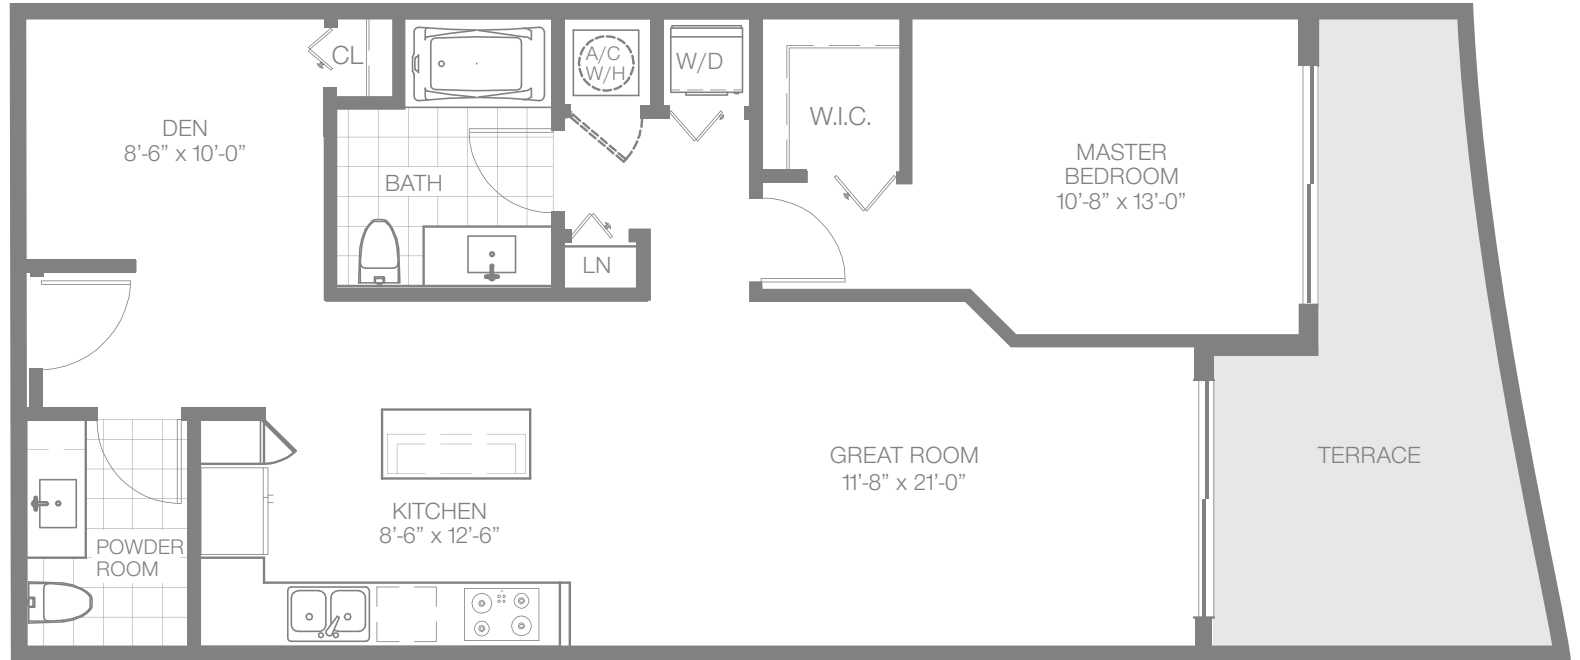 CL
A/C
W/H
W/D
W.I.C.
DEN
8'-6" x 10'-0"
BATH
MASTER
BEDROOM
10'-8" x 13'-0"
LN
GREAT ROOM
11'-8" x 21'-0"
TERRACE
KITCHEN
8'-6" x 12'-6"
POWDER
ROOM